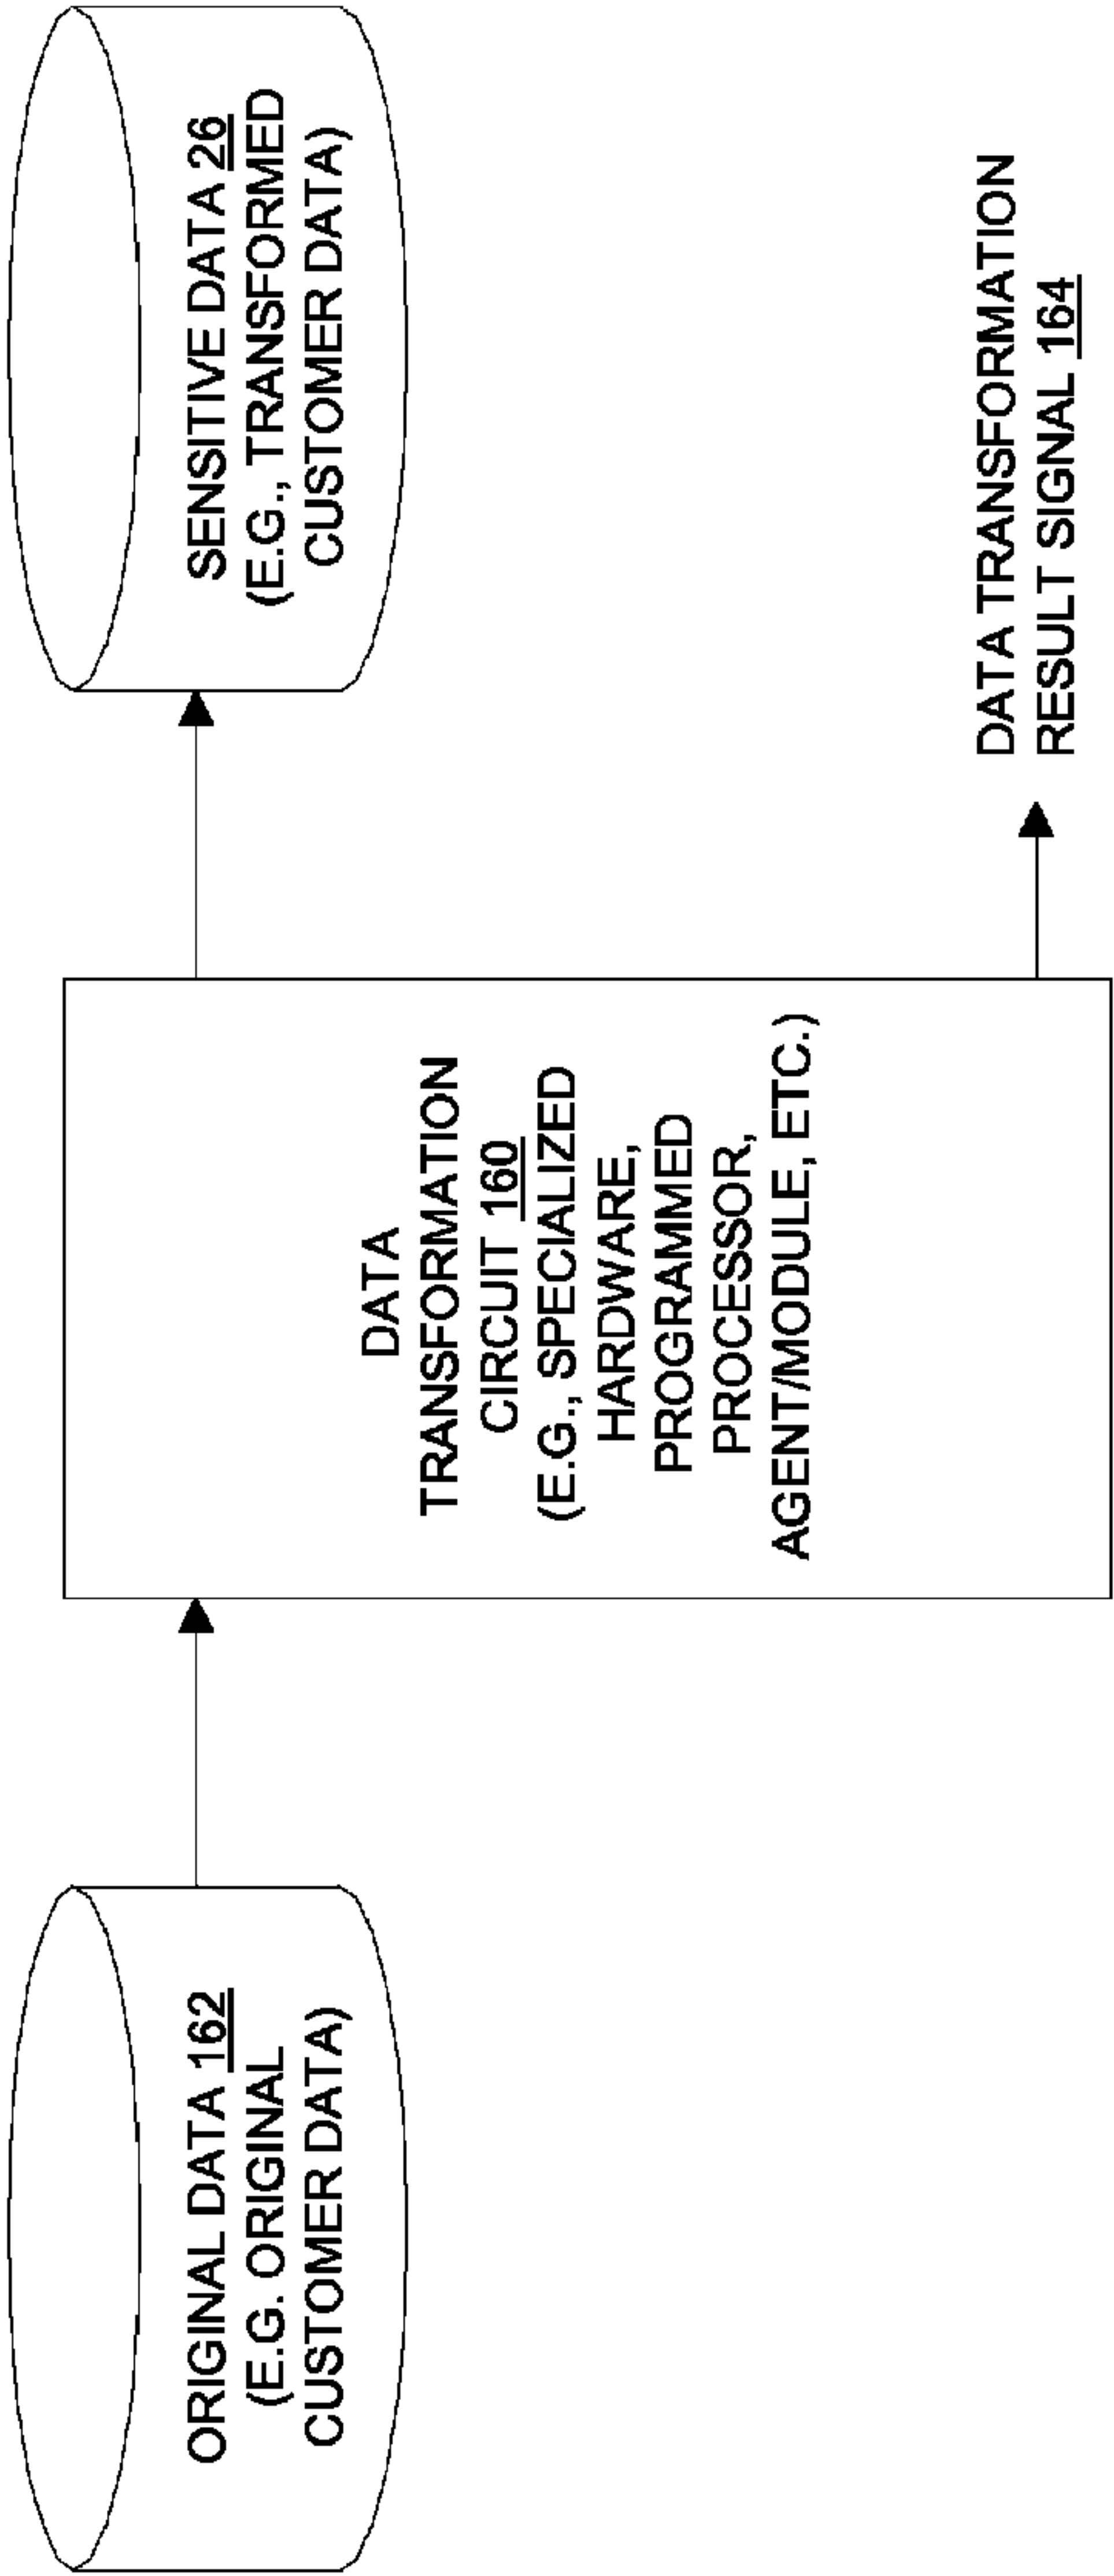 ORIGINAL DATA 162
(E.G. ORIGINAL
CUSTOMER DATA)
DATA
TRANSFORMATION
CIRCUIT 160
(E.G., SPECIALIZED
HARDWARE,
PROGRAMMED
PROCESSOR,
AGENT/MODULE, ETC.)
SENSITIVE DATA 26
(E.G., TRANSFORMED
CUSTOMER DATA)
DATA TRANSFORMATION
RESULT SIGNAL 164